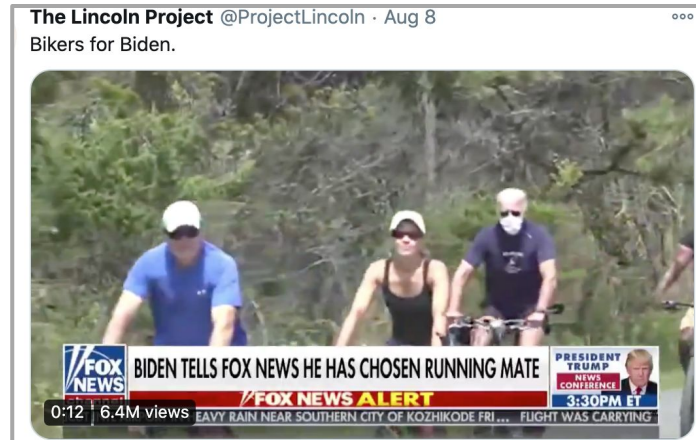 The Lincoln Project @ProjectLincoln · Aug 8
Bikers for Biden.
FOX
NEWS
channel
BIDEN TELLS FOX NEWS HE HAS CHOSEN RUNNING MATE
FOX NEWS ALERT
PRESIDENT
TRUMP
NEWS
CONFERENCE
3:30PM ET
0:12 6.4M views
EAVY RAIN NEAR SOUTHERN CITY OF KOZHIKODE FRI... FLIGHT WAS CARRYING